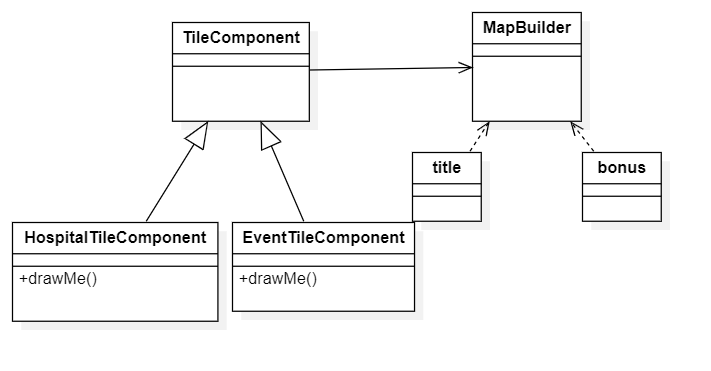 TileComponent
MapBuilder
title
bonus
HospitalTileComponent
+drawMe()
EventTileComponent
+drawMe()